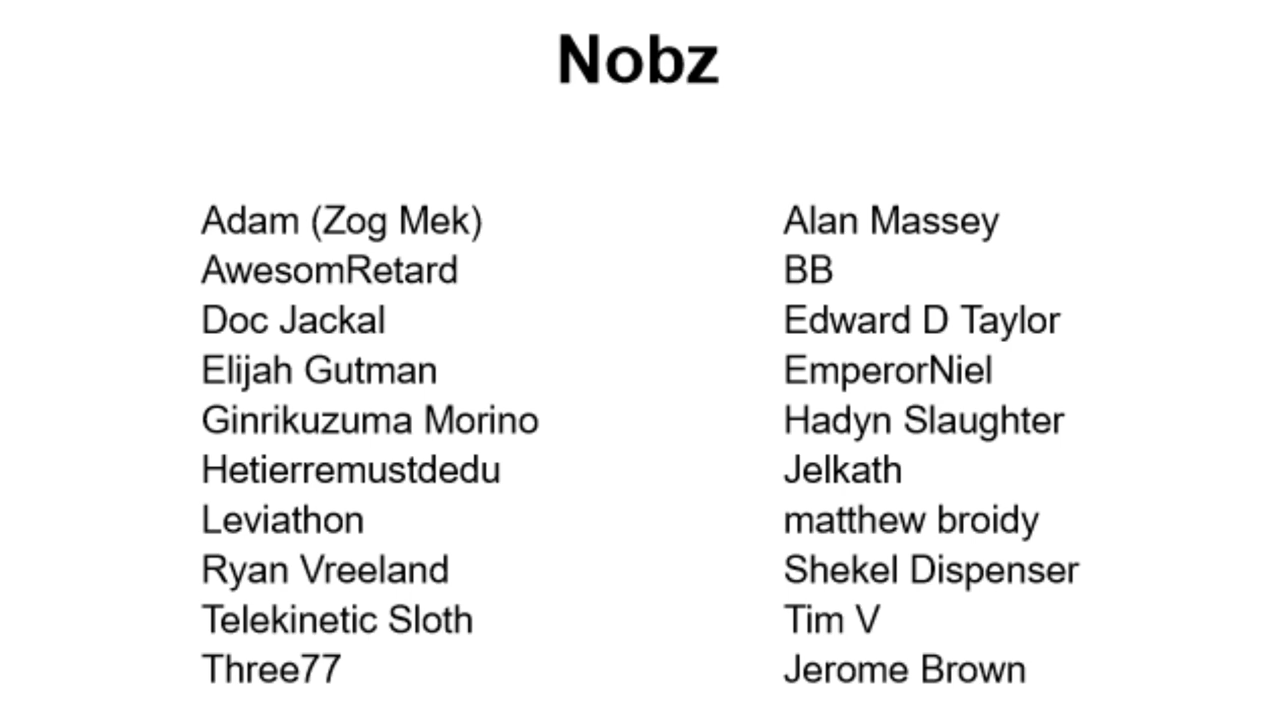 Nobz
Adam (Zog Mek)
AwesomRetard
Doc Jackal
Elijah Gutman
Ginrikuzuma Morino
Hetierremustdedu
Leviathon
Ryan Vreeland
Telekinetic Sloth
Three77
Alan Massey
BB
Edward D Taylor
EmperorNiel
Hadyn Slaughter
Jelkath
matthew broidy
Shekel Dispenser
Tim V
Jerome Brown